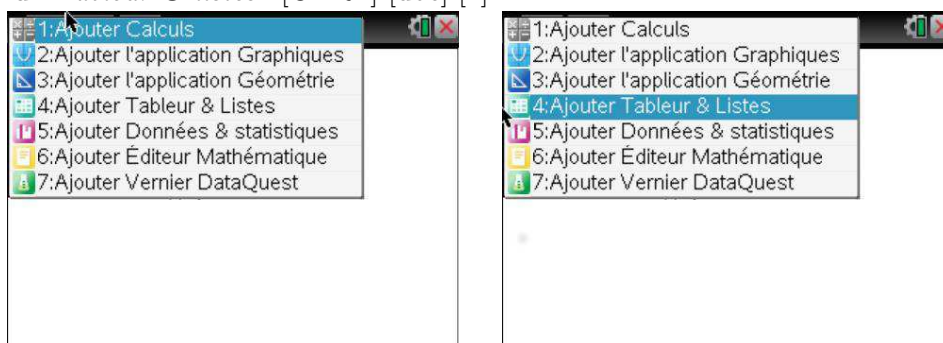 1:Ajouter Calculs
2:Ajouter l'application Graphiques
3:Ajouter l'application Géométrie
4:Ajouter Tableur & Listes
5:Ajouter Données & statistiques
6:Ajouter Éditeur Mathématique
7:Ajouter Vernier DataQuest
1:Ajouter Calculs
2:Ajouter l'application Graphiques
3:Ajouter l'application Géométrie
4:Ajouter Tableur & Listes
5:Ajouter Données & statistiques
6:Ajouter Éditeur Mathématique
7:Ajouter Vernier DataQuest